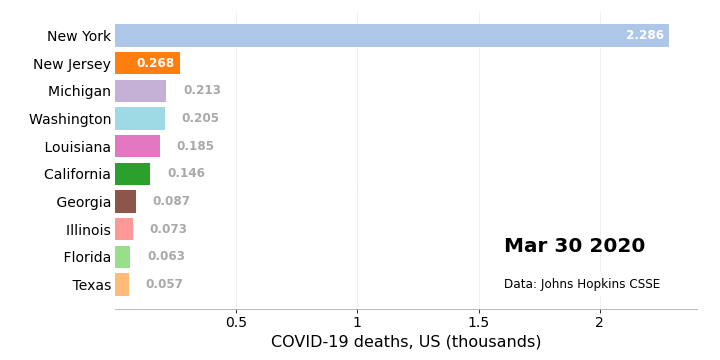 New York 2.286
New Jersey 0.268
Michigan 0.213
Washington 0.205
Louisiana 0.185
California 0.146
Georgia 0.087
Illinois 0.073
Florida 0.063
Texas 0.057
Mar 30 2020
Data: Johns Hopkins CSSE
0.5 1 1.5 2
COVID-19 deaths, US (thousands)